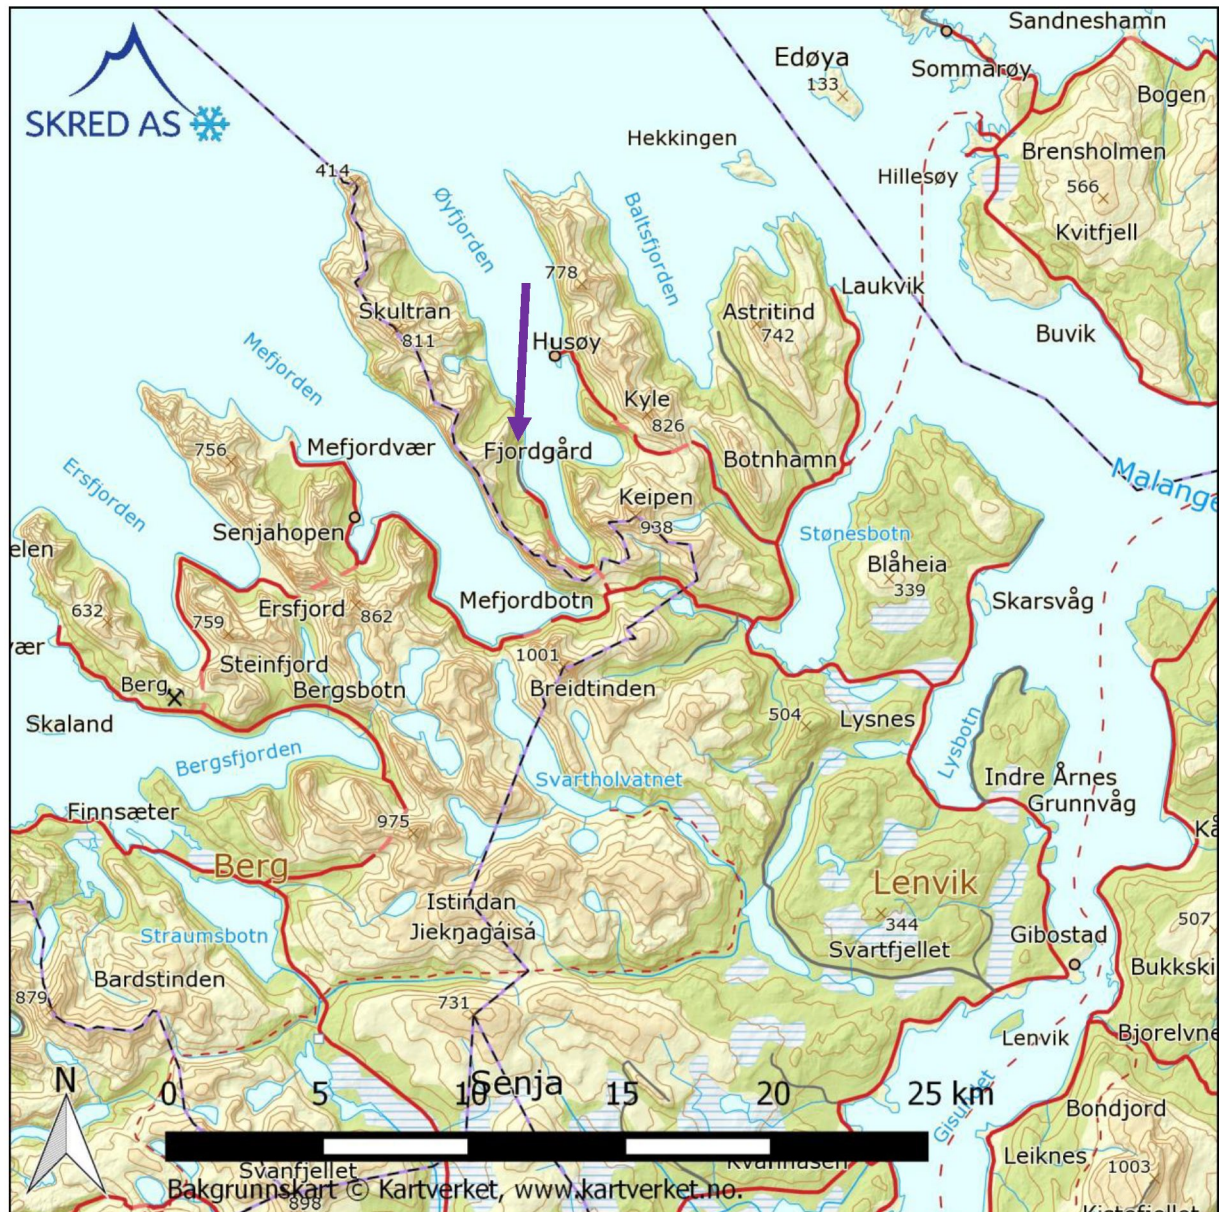 Sandneshamn
Edøya
133
Sommarøy
Bogen
SKRED AS
Hekkingen
Brensholmen
414
Hillesøy
566
Øyfjorden
Baltsfjorden
Kvitfjell
778
Laukvik
Skultran
Astritind
742
Buvik
811
Husøy
Mefjorden
Kyle
826
756
Mefjordvær
Fjordgård
Botnhamn
Ersfjorden
Keipen
938
Senjahopen
Stønesbotn
elen
Blåheia
339
632
759
Ersfjord
862
Mefjordbotn
Skarsvåg
vær
Steinfjord
1001
Berg
Bergsbotn
Breidtinden
504
Lysnes
Skaland
Lysbotn
Bergsfjorden
Svartholvatnet
Indre Årnes
Grunnvåg
Finnsæter
975
Berg
Lenvik
Istindan
Jiekŋagáisá
344
507
Straumsbotn
Svartfjellet
Gibostad
Bardstinden
Bukkski
879
731
Lenvik
Bjorelvne
N
0 5 10 15 20 25 km
Senja
Bondjord
Leiknes
1003
Svanfjellet
Bakgrunnskart © Kartverket, www.kartverket.no.
898